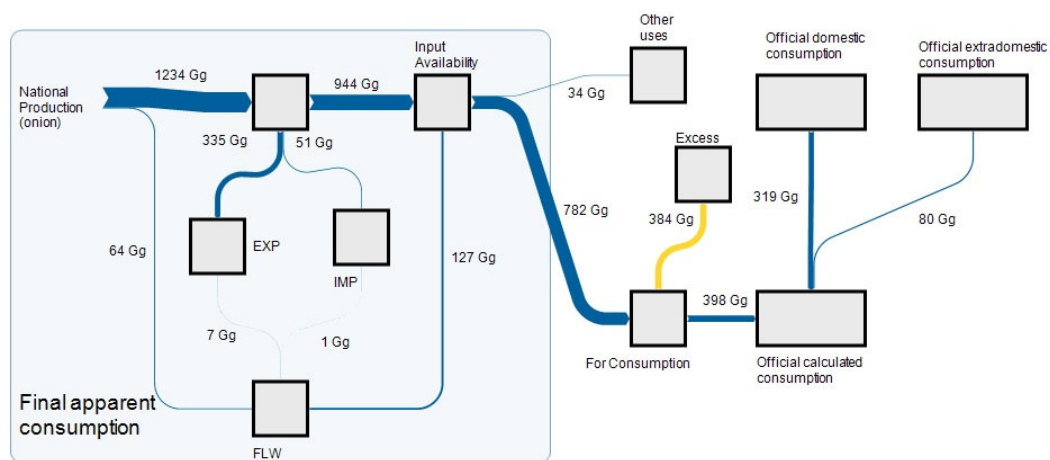 Other
uses
Official domestic
consumption
Official extradomestic
consumption
Input
Availability
1234 Gg
944 Gg
National
Production
(onion)
34 Gg
335 Gg
51 Gg
Excess
782 Gg
384 Gg
319 Gg
80 Gg
64 Gg
EXP
127 Gg
IMP
398 Gg
7 Gg
1 Gg
For Consumption
Official calculated
consumption
Final apparent
consumption
FLW